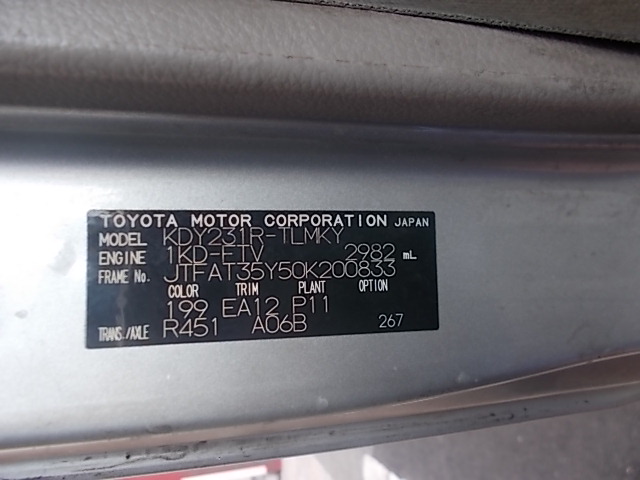 TOYOTA MOTOR CORPORATION JAPAN
MODEL KDY231R-TLMKY
ENGINE 1KD-FTV 2982 mL
FRAME No. JTFAT35Y50K200833
COLOR TRIM PLANT OPTION
199 EA12 P11
TRANS./AXLE R451 A06B 267